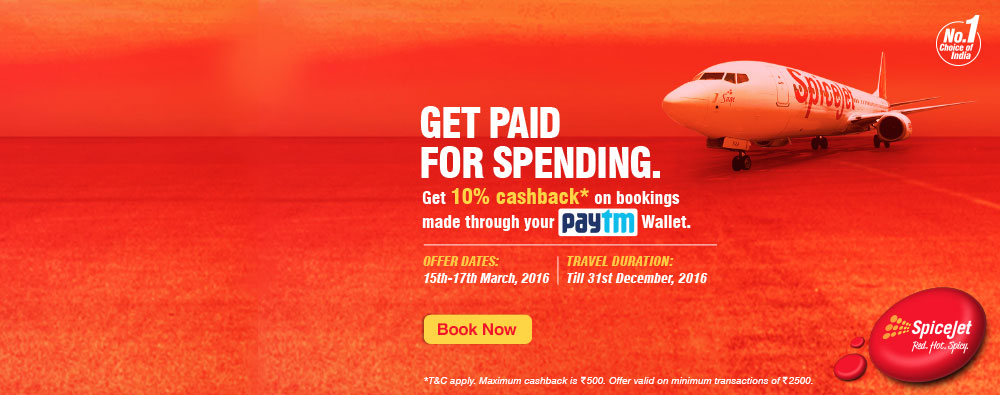 No.1
Choice of
India
SpiceJet
GET PAID
FOR SPENDING.
Get 10% cashback* on bookings
made through your paytm Wallet.
OFFER DATES:
15th-17th March, 2016
TRAVEL DURATION:
Till 31st December, 2016
Book Now
SpiceJet
Red. Hot. Spicy.
*T&C apply. Maximum cashback is ₹500. Offer valid on minimum transactions of ₹2500.